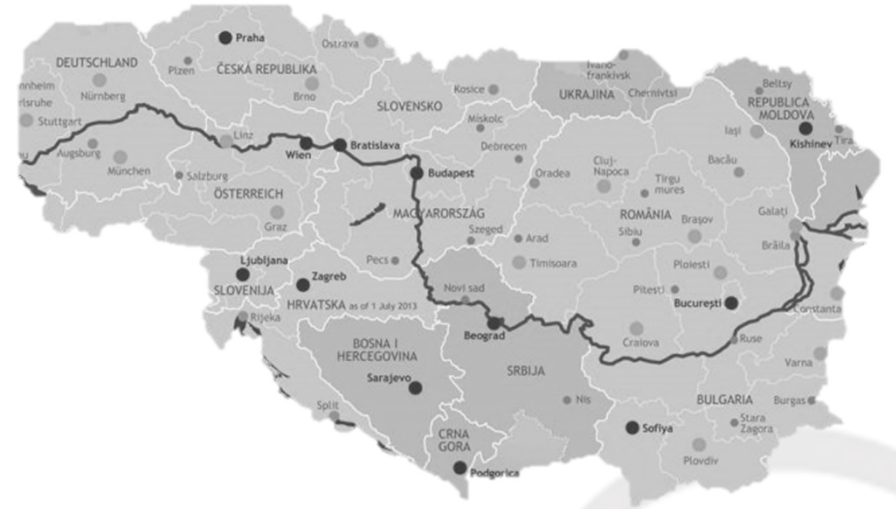 Praha
Ostrava
DEUTSCHLAND
Plzen
ČESKÁ REPUBLIKA
Nürnberg
Brno
nnheim
rlsruhe
Stuttgart
Augsburg
München
Linz
Wien
Bratislava
Salzburg
ÖSTERREICH
Graz
SLOVENSKO
Kosice
Miskolc
Debrecen
Budapest
MAGYARORSZÁG
Szeged
Pecs
Ivano-
frankivsk
UKRAJINA
Chernivtsi
Beltsy
REPUBLICA
MOLDOVA
Kishinev
Tira
Iaşi
Bacău
Oradea
Cluj-
Napoca
Tirgu
mures
ROMÂNIA
Braşov
Sibiu
Galaţi
Brăila
Arad
Timisoara
Ploiesti
Pitesti
Bucureşti
Constanta
Craiova
Ruse
Ljubljana
SLOVENIJA
Zagreb
HRVATSKA as of 1 July 2013
Rijeka
Novi sad
Beograd
BOSNA I
HERCEGOVINA
Sarajevo
SRBIJA
Split
Nis
CRNA
GORA
Podgorica
Varna
BULGARIA
Burgas
Sofiya
Stara
Zagora
Plovdiv